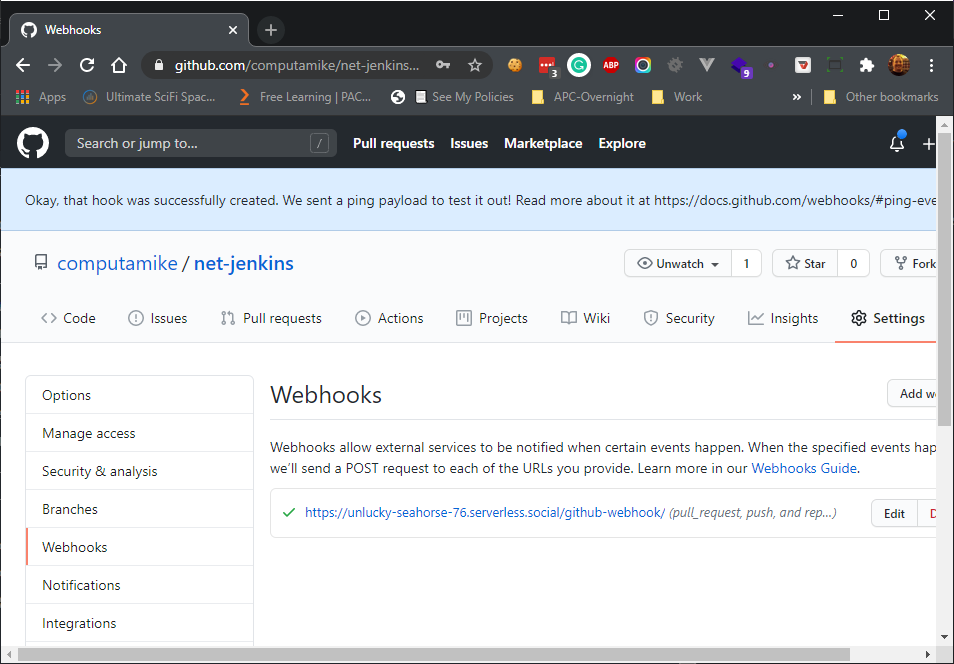 Webhooks
github.com/computamike/net-jenkins...
3
ABP
9
Apps
Ultimate SciFi Spac...
Free Learning | PAC...
See My Policies
APC-Overnight
Work
»
Other bookmarks
Search or jump to...
/
Pull requests
Issues
Marketplace
Explore
Okay, that hook was successfully created. We sent a ping payload to test it out! Read more about it at https://docs.github.com/webhooks/#ping-eve
computamike / net-jenkins
Unwatch
1
Star
0
Fork
Code
Issues
Pull requests
Actions
Projects
Wiki
Security
Insights
Settings
Options
Manage access
Security & analysis
Branches
Webhooks
Notifications
Integrations
Webhooks
Add we
Webhooks allow external services to be notified when certain events happen. When the specified events hap
we'll send a POST request to each of the URLs you provide. Learn more in our Webhooks Guide.
https://unlucky-seahorse-76.serverless.social/github-webhook/ (pull_request, push, and rep...)
Edit
D